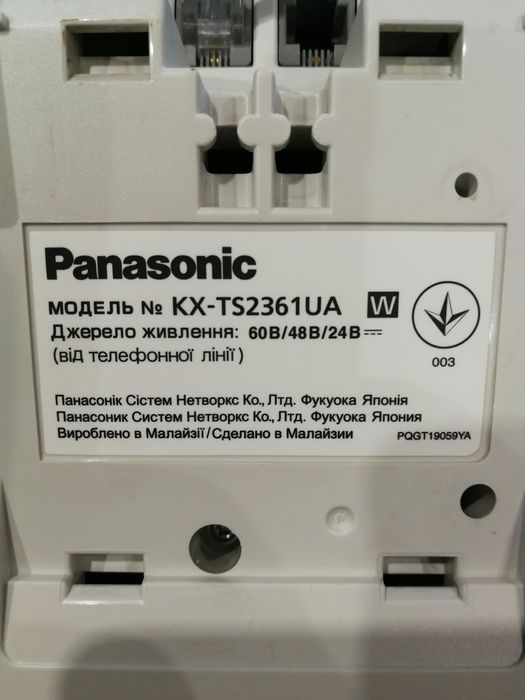 Panasonic
МОДЕЛЬ № KX-TS2361UA W
Джерело живлення: 60В/48В/24В
(від телефонної лінії)
003
Панасонік Сістем Нетворкс Ко., Лтд. Фукуока Японія
Панасоник Систем Нетворкс Ко., Лтд. Фукуока Япония
Вироблено в Малайзії/Сделано в Малайзии PQGT19059YA